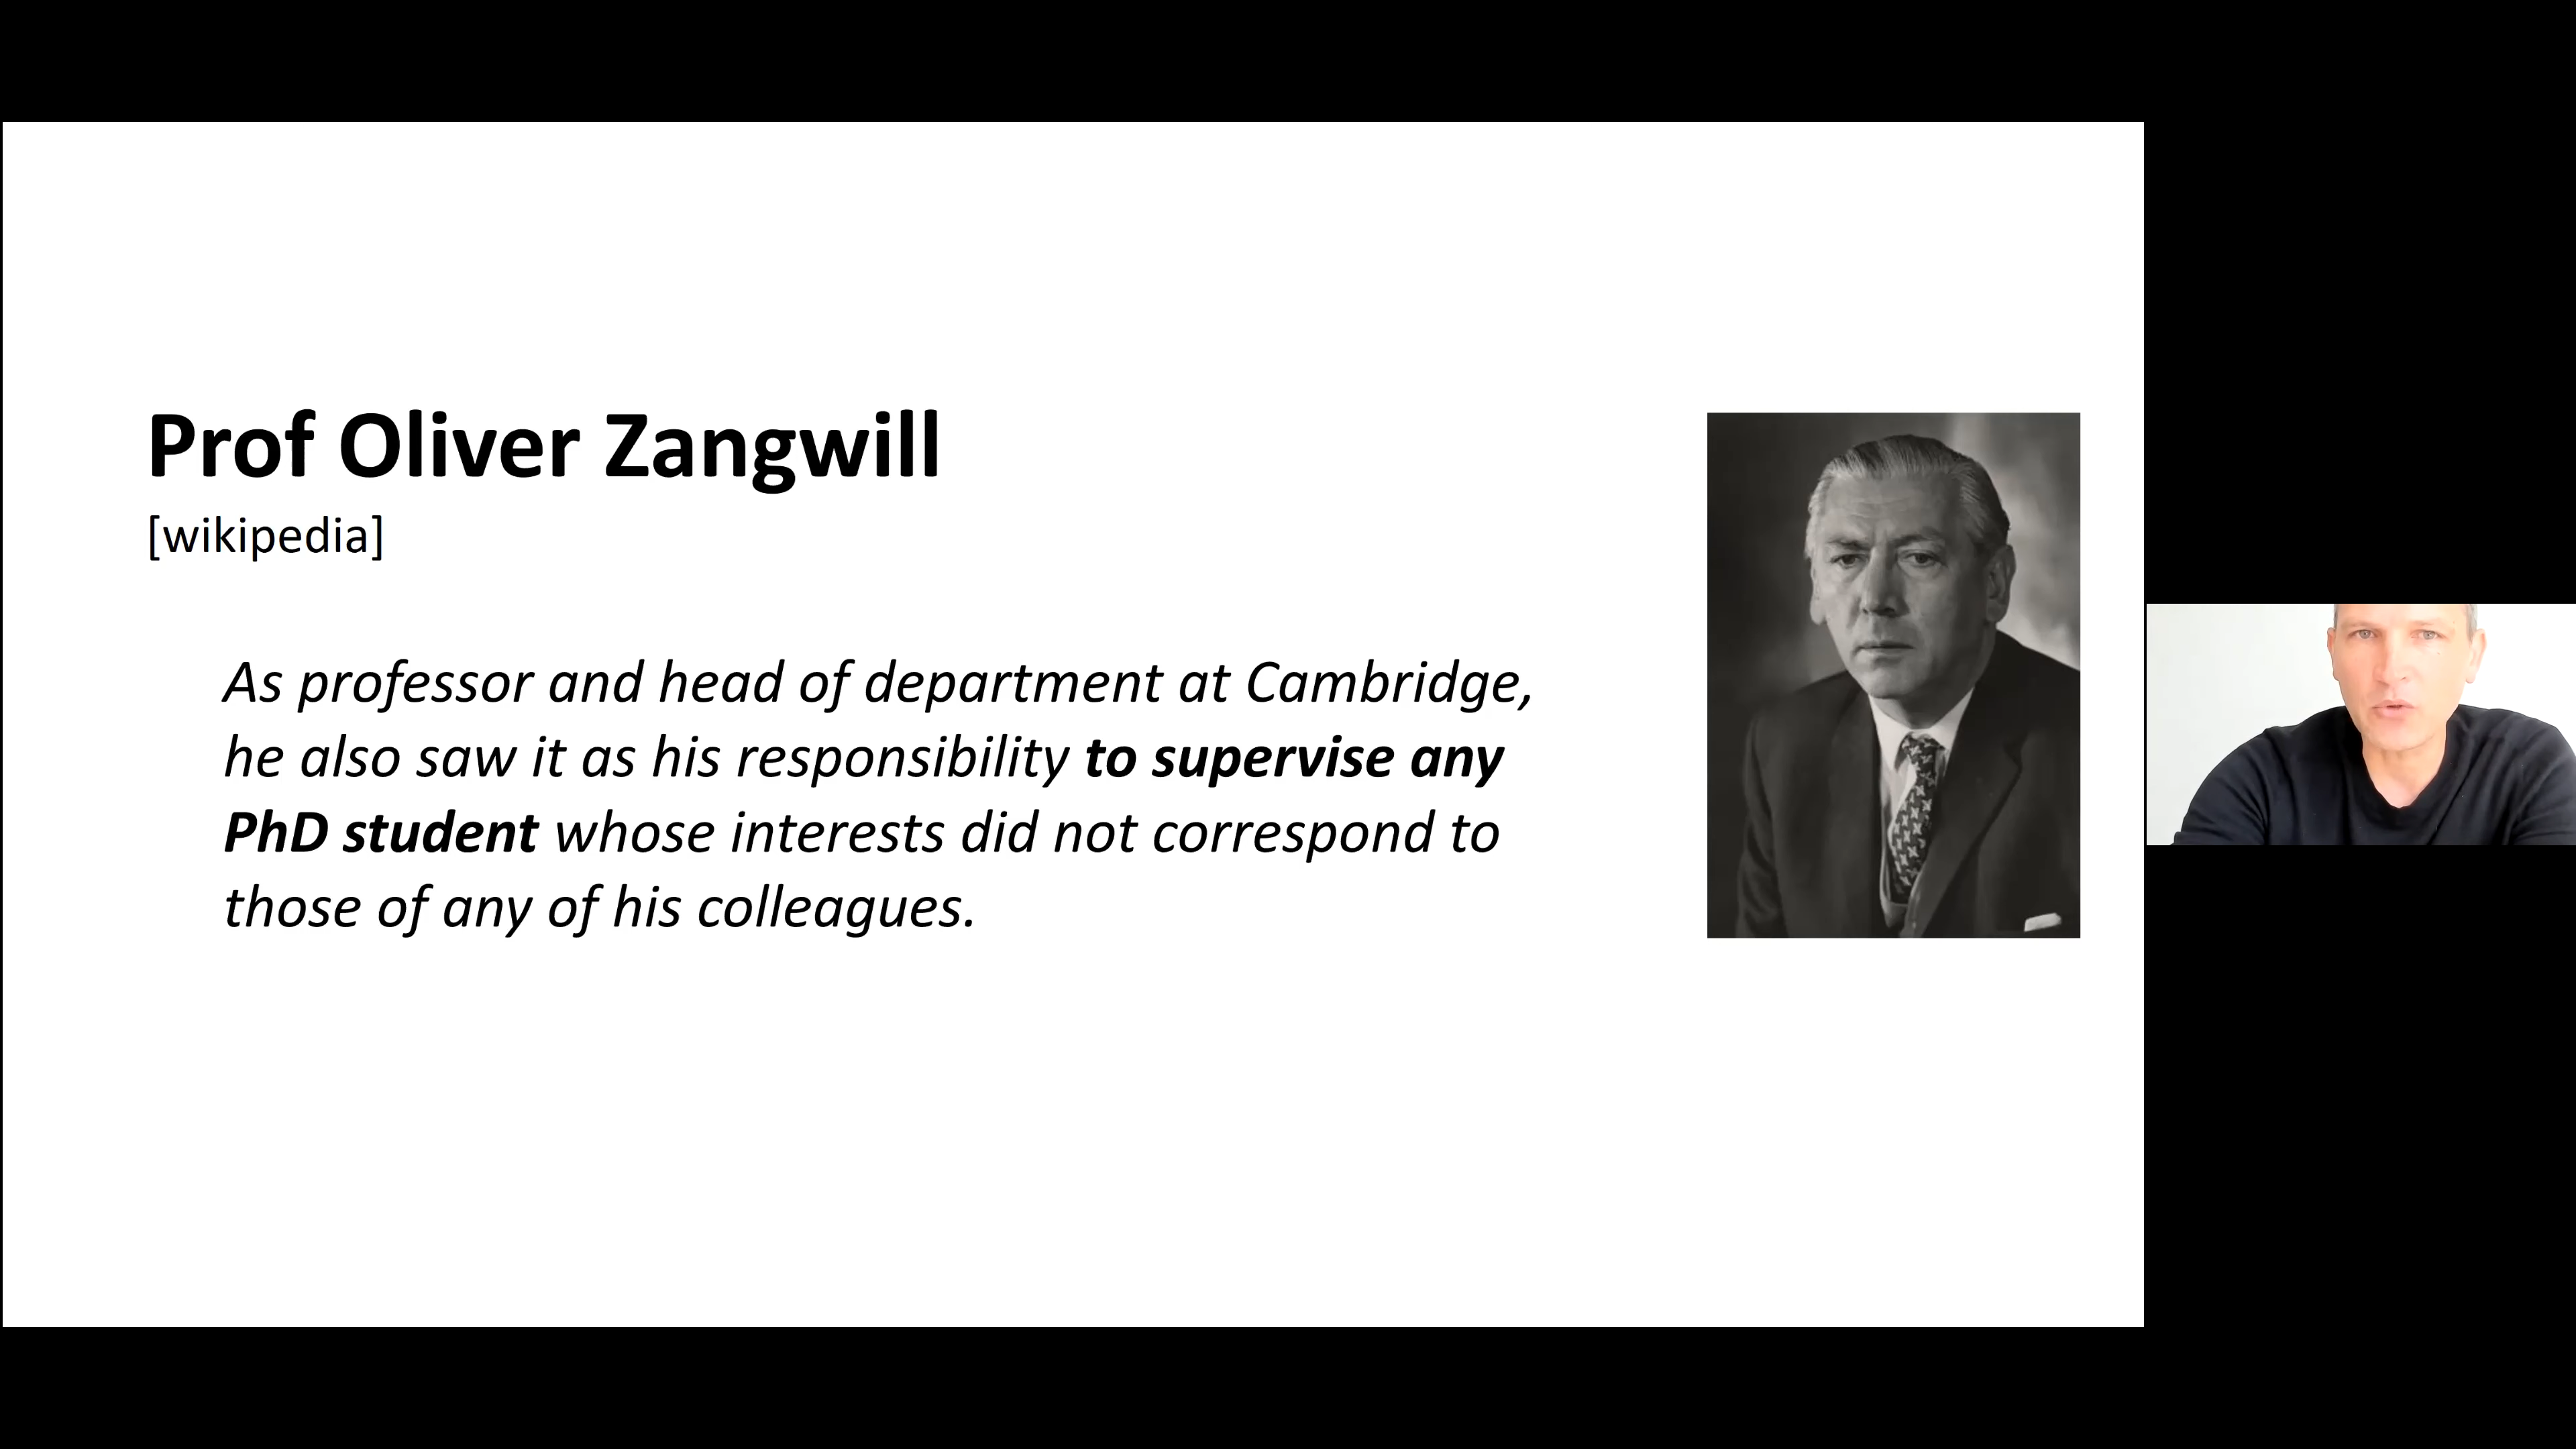 Prof Oliver Zangwill
[wikipedia]
As professor and head of department at Cambridge,
he also saw it as his responsibility to supervise any
PhD student whose interests did not correspond to
those of any of his colleagues.